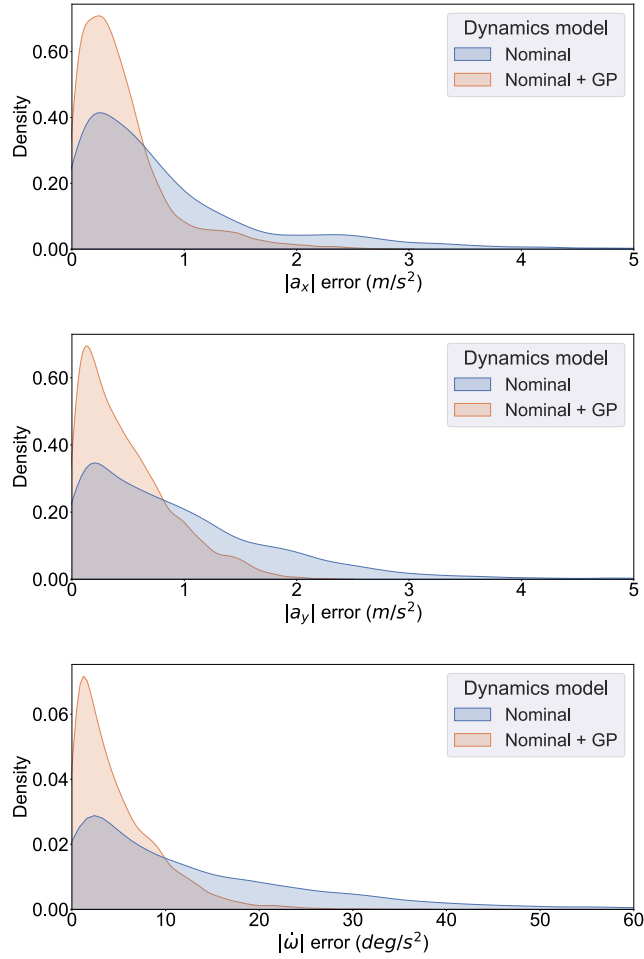 Density
0.60
0.40
0.20
0.00
Dynamics model
Nominal
Nominal + GP
0 1 2 3 4 5
|a_x| error (m/s²)
Density
0.60
0.40
0.20
0.00
Dynamics model
Nominal
Nominal + GP
0 1 2 3 4 5
|a_y| error (m/s²)
Density
0.06
0.04
0.02
0.00
Dynamics model
Nominal
Nominal + GP
0 10 20 30 40 50 60
|ω̇| error (deg/s²)